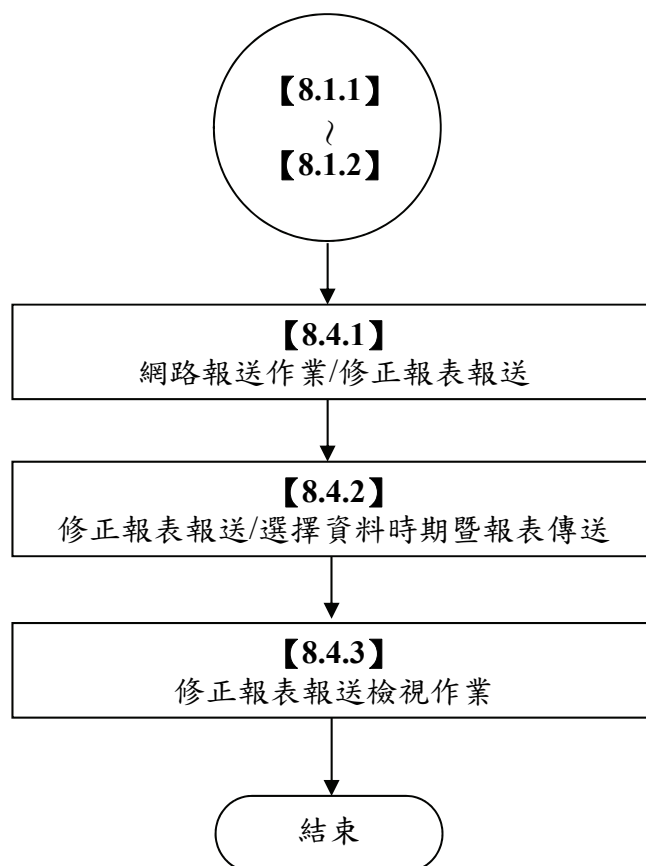 【8.1.1】
~
【8.1.2】
【8.4.1】
網路報送作業/修正報表報送
【8.4.2】
修正報表報送/選擇資料時期暨報表傳送
【8.4.3】
修正報表報送檢視作業
結束